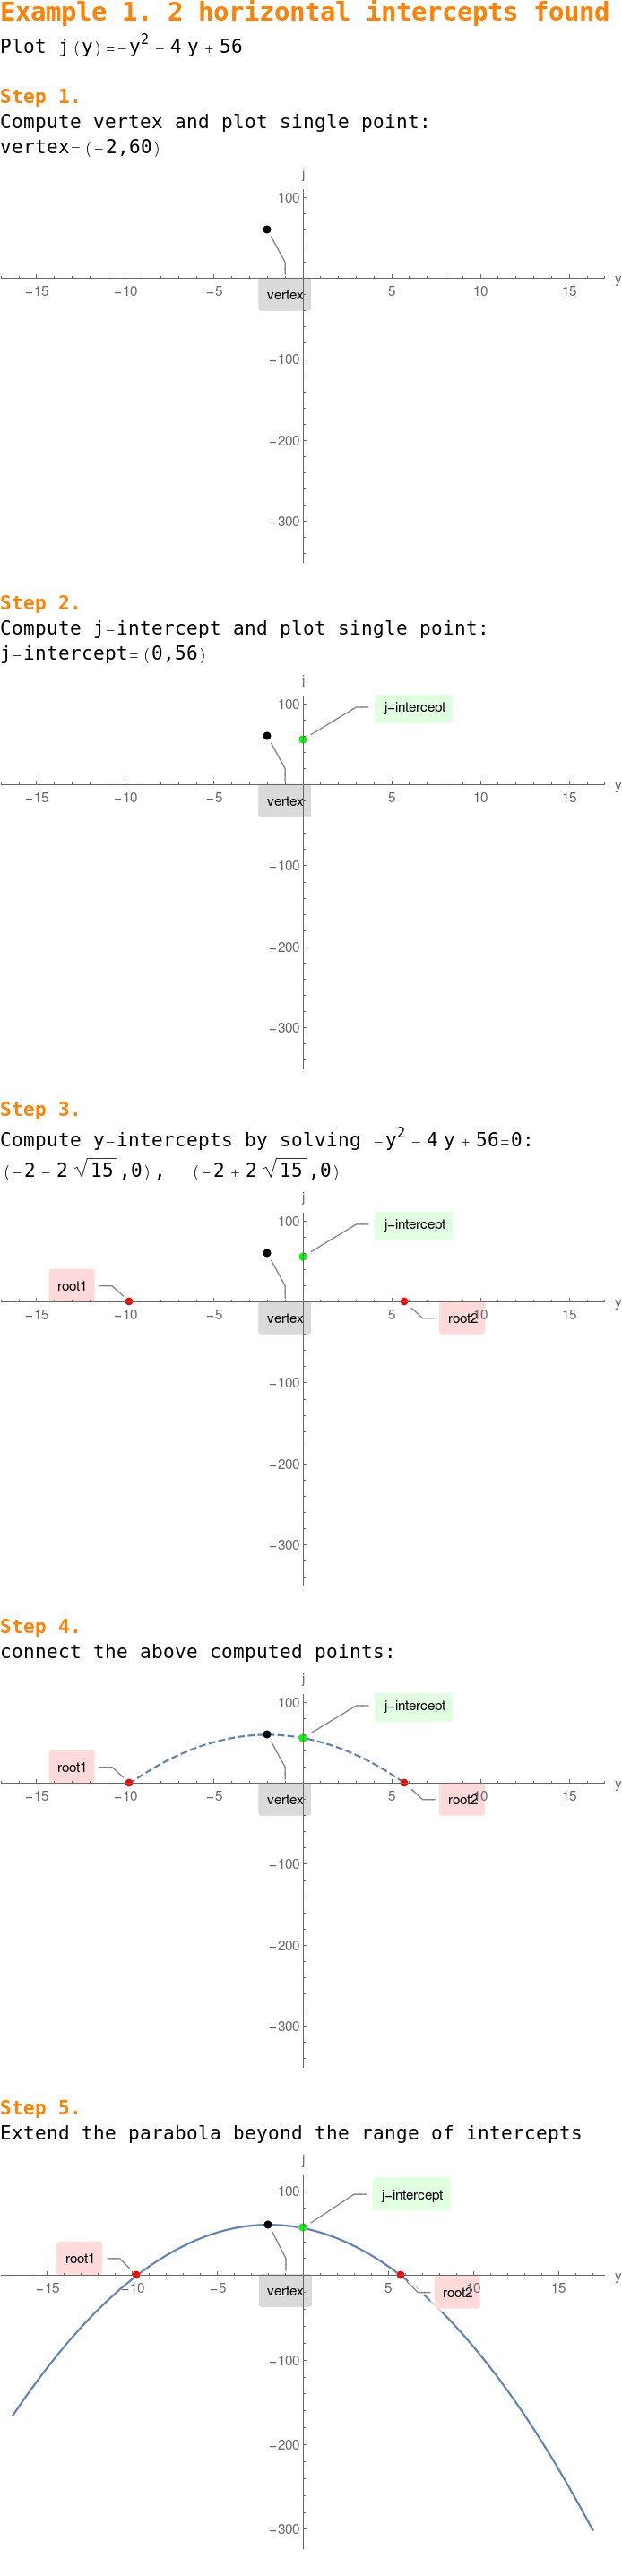 Example 1. 2 horizontal intercepts found
Plot j(y)=-y² - 4 y + 56
Step 1.
Compute vertex and plot single point:
vertex=(-2,60)
j
100
y
-15 -10 -5 5 10 15
vertex
-100
-200
-300
Step 2.
Compute j-intercept and plot single point:
j-intercept=(0,56)
j
100
j-intercept
y
-15 -10 -5 5 10 15
vertex
-100
-200
-300
Step 3.
Compute y-intercepts by solving -y² - 4 y + 56=0:
(-2 - 2 √15 ,0), (-2 + 2 √15 ,0)
j
100
j-intercept
root1
y
-15 -10 -5 5 10 15
vertex
root2
-100
-200
-300
Step 4.
connect the above computed points:
j
100
j-intercept
root1
y
-15 -10 -5 5 10 15
vertex
root2
-100
-200
-300
Step 5.
Extend the parabola beyond the range of intercepts
j
100
j-intercept
root1
y
-15 -10 -5 5 10 15
vertex
root2
-100
-200
-300